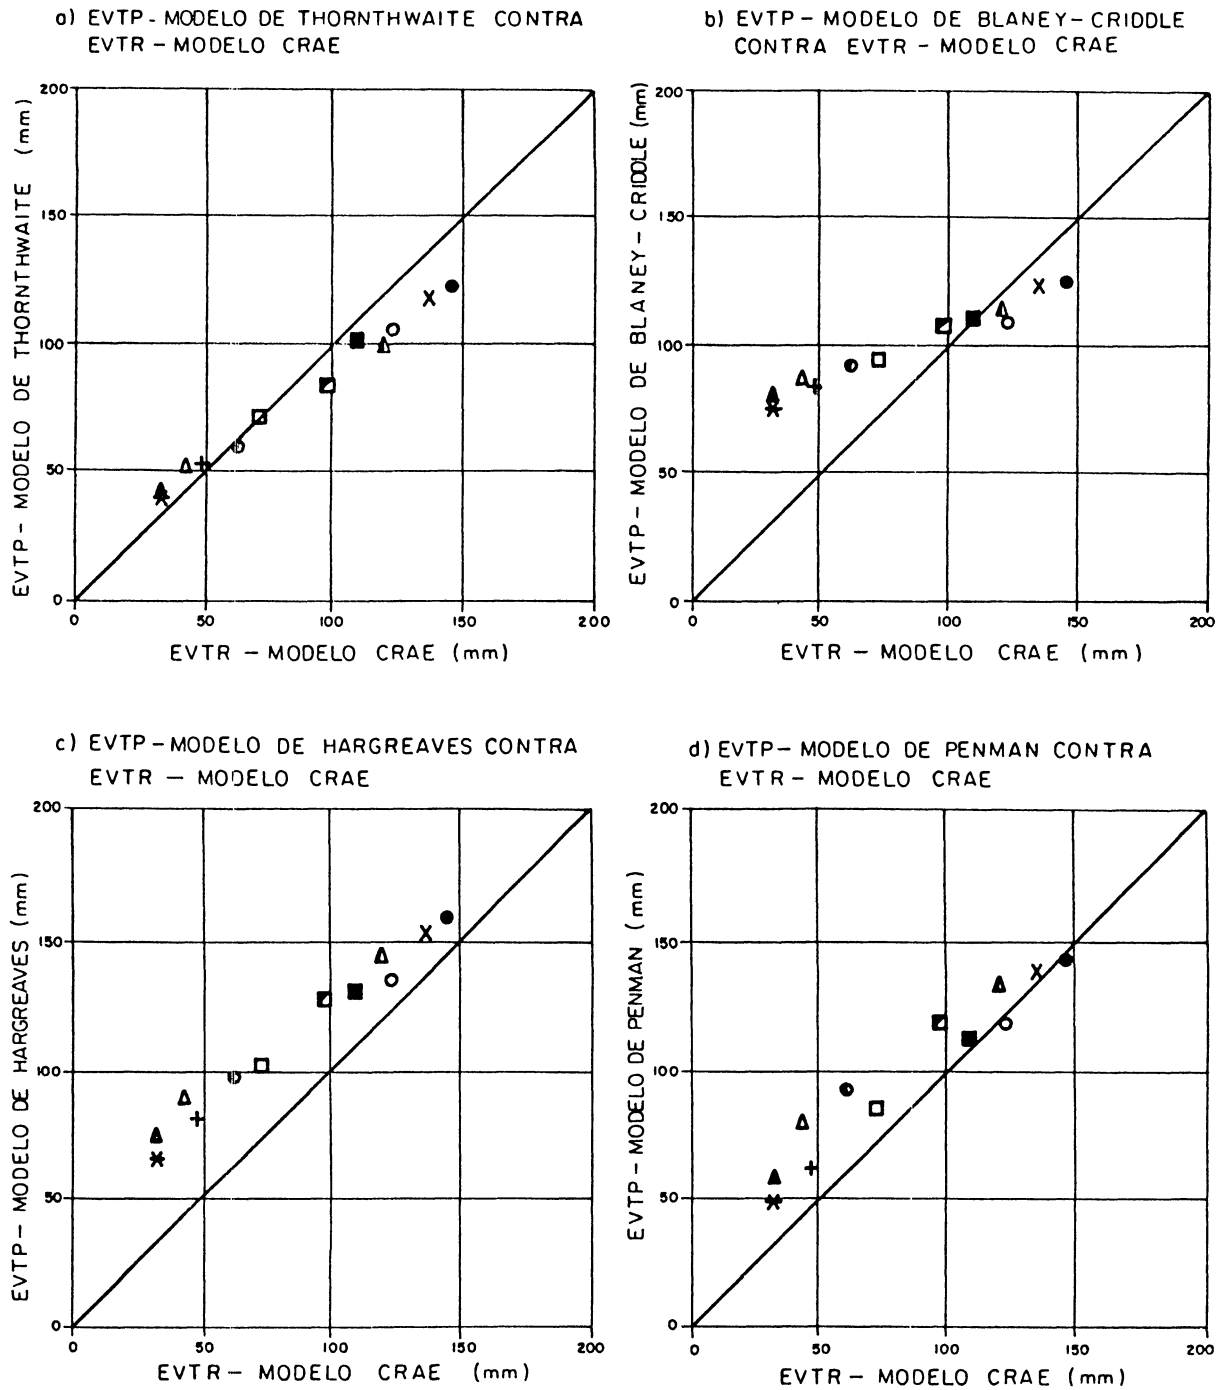 a) EVTP - MODELO DE THORNTHWAITE CONTRA
EVTR - MODELO CRAE
EVTP - MODELO DE THORNTHWAITE (mm)
200
150
100
50
0
0 50 100 150 200
EVTR - MODELO CRAE (mm)
b) EVTP - MODELO DE BLANEY - CRIDDLE
CONTRA EVTR - MODELO CRAE
EVTP - MODELO DE BLANEY - CRIDDLE (mm)
200
150
100
50
0
0 50 100 150 200
EVTR - MODELO CRAE (mm)
c) EVTP - MODELO DE HARGREAVES CONTRA
EVTR - MODELO CRAE
EVTP - MODELO DE HARGREAVES (mm)
200
150
100
50
0
0 50 100 150 200
EVTR - MODELO CRAE (mm)
d) EVTP - MODELO DE PENMAN CONTRA
EVTR - MODELO CRAE
EVTP - MODELO DE PENMAN (mm)
200
150
100
50
0
0 50 100 150 200
EVTR - MODELO CRAE (mm)